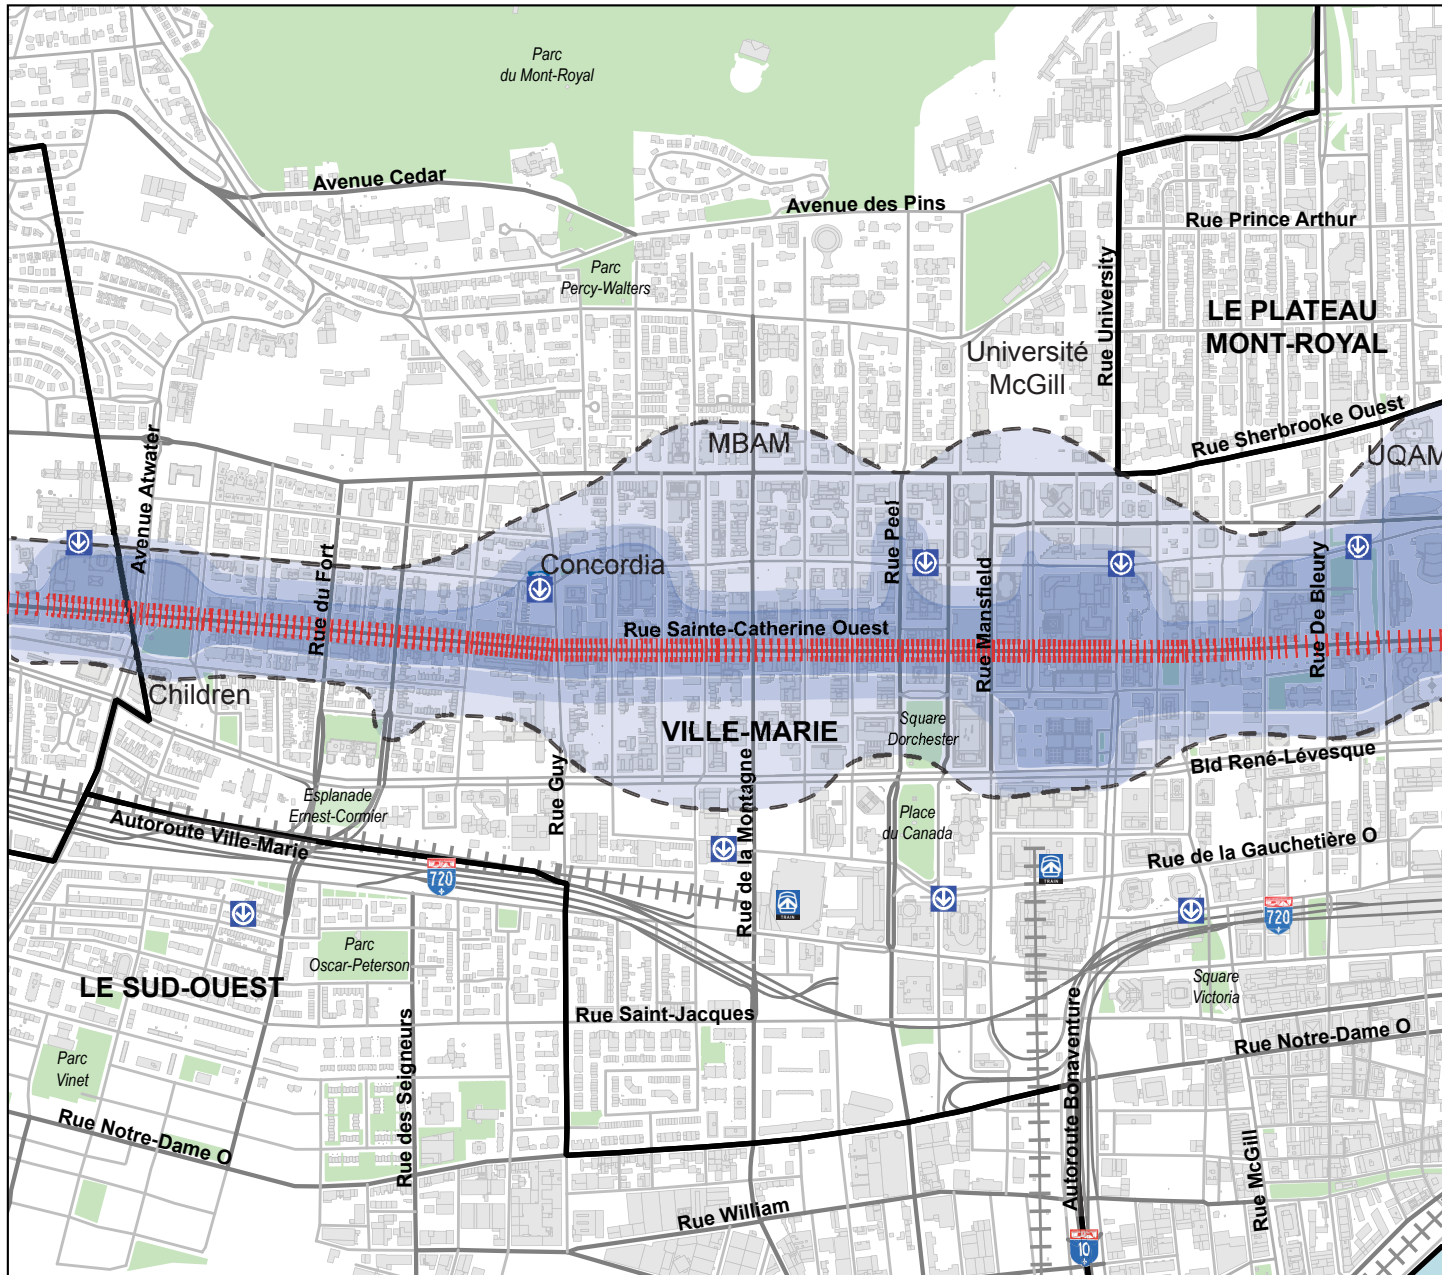 Parc
du Mont-Royal
Avenue Cedar
Avenue des Pins
Rue Prince Arthur
Parc
Percy-Walters
Rue University
LE PLATEAU
MONT-ROYAL
Université
McGill
Rue Sherbrooke Ouest
MBAM
UQAM
Avenue Atwater
Rue du Fort
Concordia
Rue Peel
Rue Mansfield
Rue De Bleury
Rue Sainte-Catherine Ouest
Children
VILLE-MARIE
Square
Dorchester
Bld René-Lévesque
Esplanade
Ernest-Cormier
Rue Guy
Rue de la Montagne
Place
du Canada
Autoroute Ville-Marie
Rue de la Gauchetière O
720
TRAIN
TRAIN
720
Parc
Oscar-Peterson
LE SUD-OUEST
Square
Victoria
Rue Saint-Jacques
Rue des Seigneurs
Autoroute Bonaventure
Rue Notre-Dame O
Parc
Vinet
Rue Notre-Dame O
Rue McGill
Rue William
10